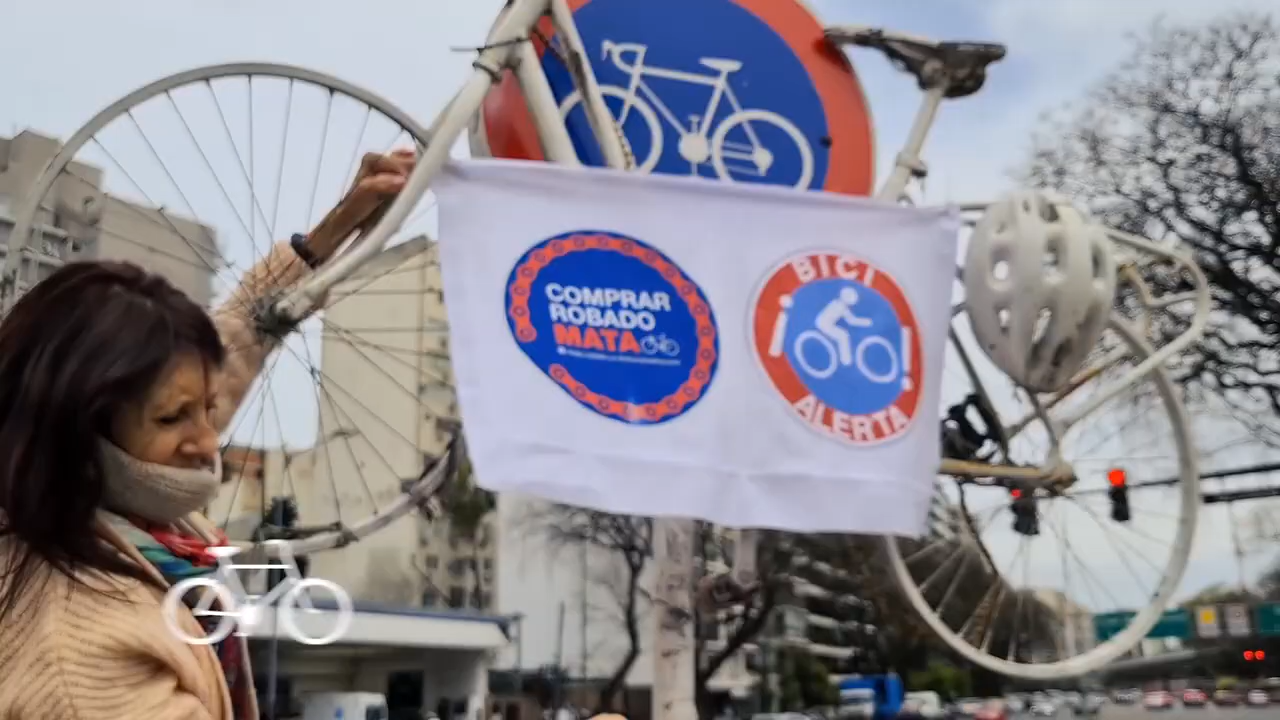 COMPRAR
ROBADO
MATA
BICI
¡ !
ALERTA